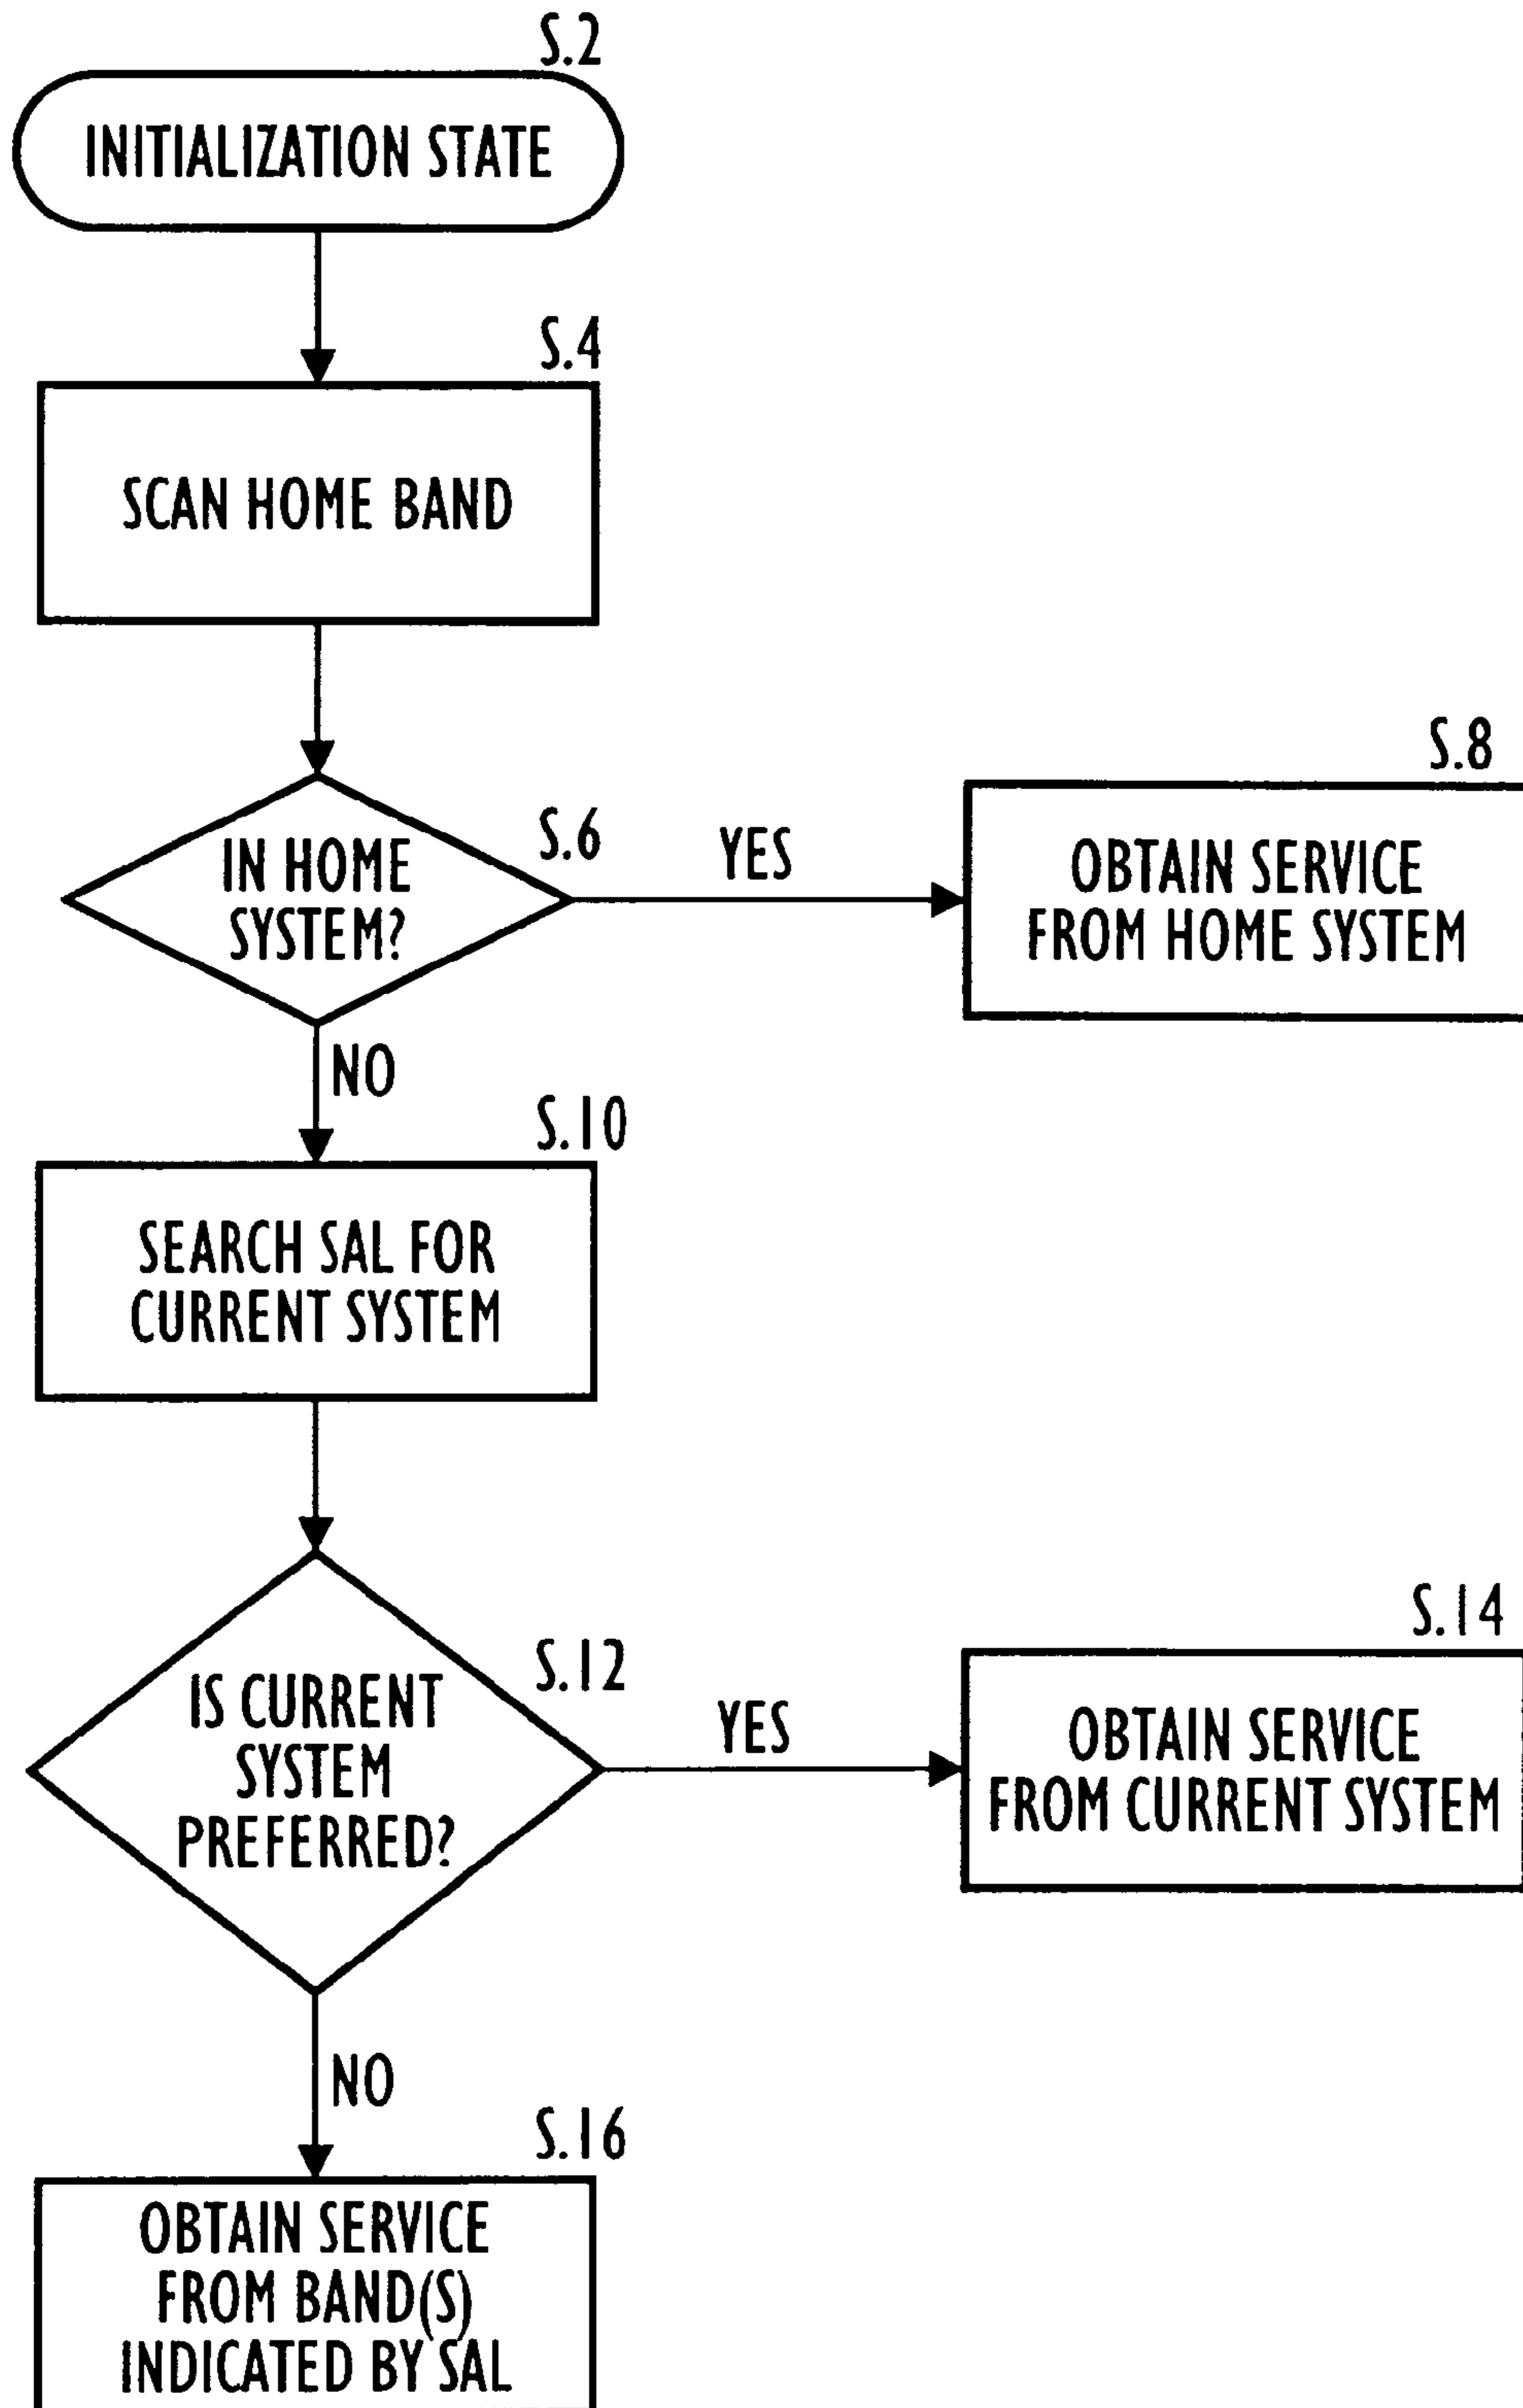 S.2
INITIALIZATION STATE
S.4
SCAN HOME BAND
S.6
IN HOME
SYSTEM?
YES
S.8
OBTAIN SERVICE
FROM HOME SYSTEM
NO
S.10
SEARCH SAL FOR
CURRENT SYSTEM
S.12
IS CURRENT
SYSTEM
PREFERRED?
YES
S.14
OBTAIN SERVICE
FROM CURRENT SYSTEM
NO
S.16
OBTAIN SERVICE
FROM BAND(S)
INDICATED BY SAL